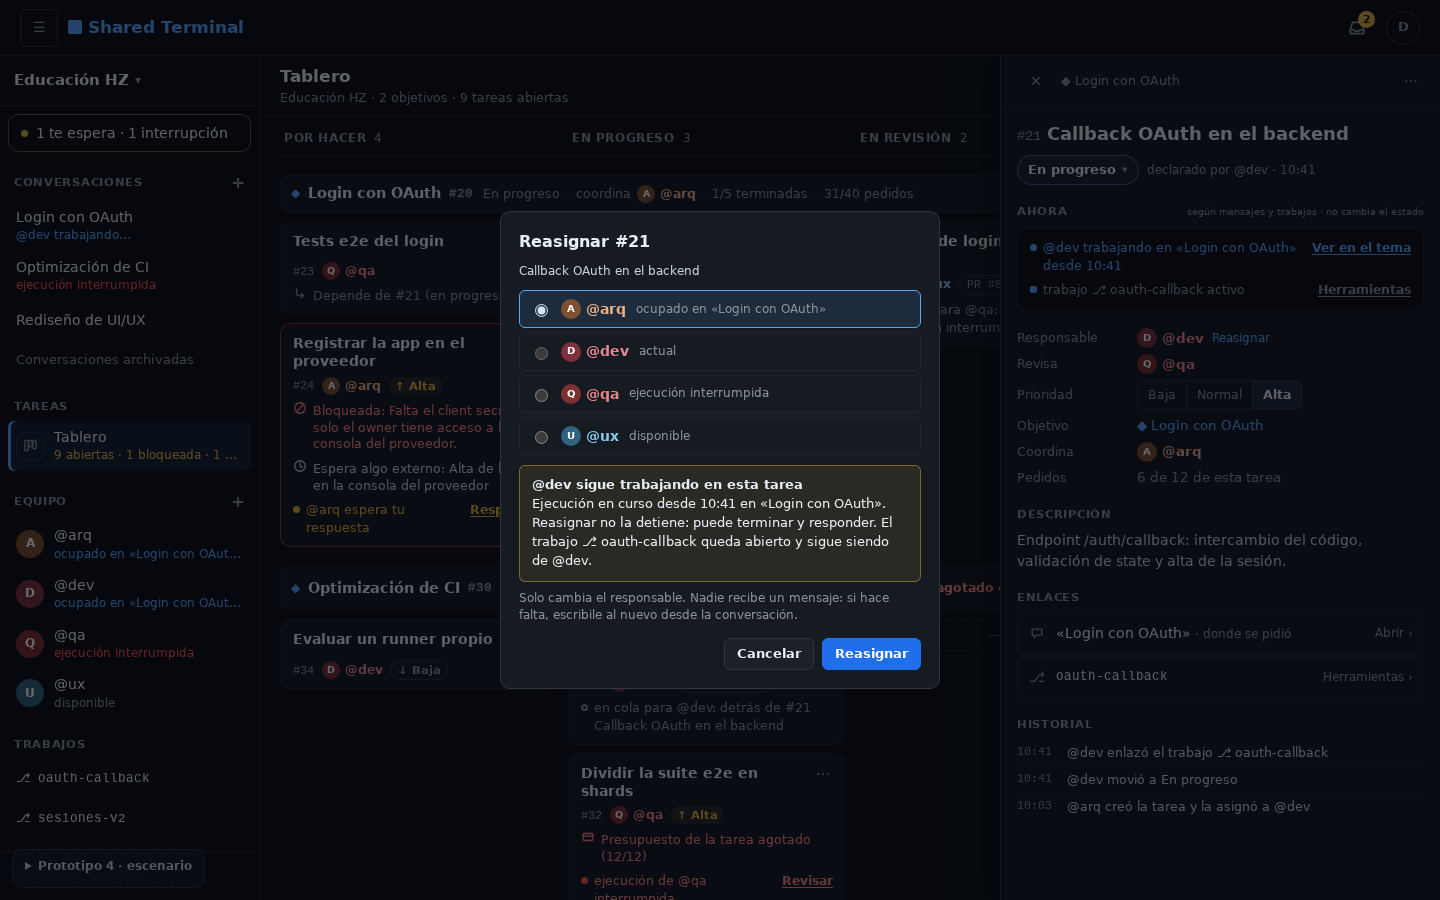 ☰ Shared Terminal 2 D
Educación HZ ▾
1 te espera · 1 interrupción
CONVERSACIONES +
Login con OAuth
@dev trabajando...
Optimización de CI
ejecución interrumpida
Rediseño de UI/UX
Conversaciones archivadas
TAREAS
Tablero
9 abiertas · 1 bloqueada · 1 ...
EQUIPO +
A @arq
ocupado en «Login con OAut...
D @dev
ocupado en «Login con OAut...
Q @qa
ejecución interrumpida
U @ux
disponible
TRABAJOS
oauth-callback
sesiones-v2
Prototipo 4 · escenario
Tablero
Educación HZ · 2 objetivos · 9 tareas abiertas
POR HACER 4
EN PROGRESO 3
EN REVISIÓN 2
Login con OAuth #20 En progreso · coordina A @arq · 1/5 terminadas · 31/40 pedidos
Tests e2e del login
#23 Q @qa
Depende de #21 (en progres
Registrar la app en el
proveedor
#24 A @arq ↑ Alta
Bloqueada: Falta el client secr
solo el owner tiene acceso a l
consola del proveedor.
Espera algo externo: Alta de l
en la consola del proveedor
@arq espera tu
respuesta
Resp
de login
ux PR #8
ara @qa:
interrum
Optimización de CI #30
agotado
Evaluar un runner propio
#34 D @dev ↓ Baja
en cola para @dev: detrás de #21
Callback OAuth en el backend
Dividir la suite e2e en
shards
...
#32 Q @qa ↑ Alta
Presupuesto de la tarea agotado
(12/12)
ejecución de @qa
interrumpida
Revisar
Reasignar #21
Callback OAuth en el backend
A @arq ocupado en «Login con OAuth»
D @dev actual
Q @qa ejecución interrumpida
U @ux disponible
@dev sigue trabajando en esta tarea
Ejecución en curso desde 10:41 en «Login con OAuth».
Reasignar no la detiene: puede terminar y responder. El
trabajo ⎇ oauth-callback queda abierto y sigue siendo
de @dev.
Solo cambia el responsable. Nadie recibe un mensaje: si hace
falta, escribile al nuevo desde la conversación.
Cancelar Reasignar
✕ ◆ Login con OAuth ...
#21 Callback OAuth en el backend
En progreso ▾ declarado por @dev · 10:41
AHORA según mensajes y trabajos · no cambia el estado
@dev trabajando en «Login con OAuth»
desde 10:41
Ver en el tema
trabajo ⎇ oauth-callback activo Herramientas
Responsable D @dev Reasignar
Revisa Q @qa
Prioridad Baja Normal Alta
Objetivo ◆ Login con OAuth
Coordina A @arq
Pedidos 6 de 12 de esta tarea
DESCRIPCIÓN
Endpoint /auth/callback: intercambio del código,
validación de state y alta de la sesión.
ENLACES
«Login con OAuth» · donde se pidió Abrir ›
⎇ oauth-callback Herramientas ›
HISTORIAL
10:41 @dev enlazó el trabajo ⎇ oauth-callback
10:41 @dev movió a En progreso
10:03 @arq creó la tarea y la asignó a @dev